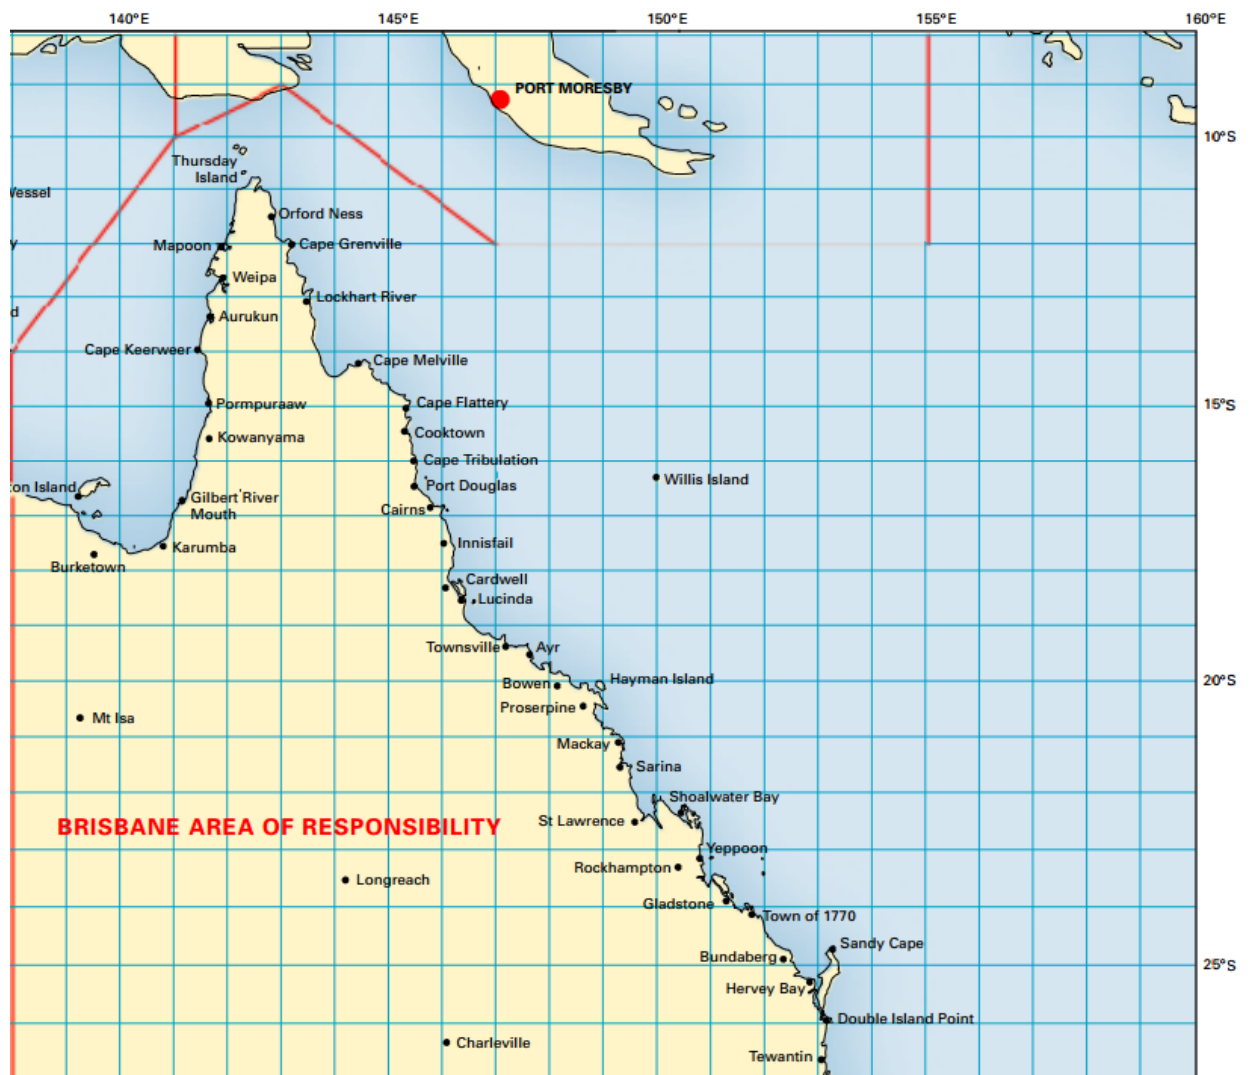 140°E 145°E 150°E 155°E 160°E
PORT MORESBY
10°S
Thursday
Island
Orford Ness
Mapoon
Cape Grenville
Weipa
Lockhart River
Aurukun
Cape Keerweer
Cape Melville
Pormpuraaw
Cape Flattery
15°S
Cooktown
Kowanyama
Cape Tribulation
Willis Island
Port Douglas
on Island
Gilbert River
Mouth
Cairns
Innisfail
Karumba
Burketown
Cardwell
Lucinda
Townsville
Ayr
Hayman Island
20°S
Bowen
Proserpine
Mt Isa
Mackay
Sarina
Shoalwater Bay
St Lawrence
BRISBANE AREA OF RESPONSIBILITY
Yeppoon
Rockhampton
Longreach
Gladstone
Town of 1770
Sandy Cape
Bundaberg
25°S
Hervey Bay
Double Island Point
Charleville
Tewantin